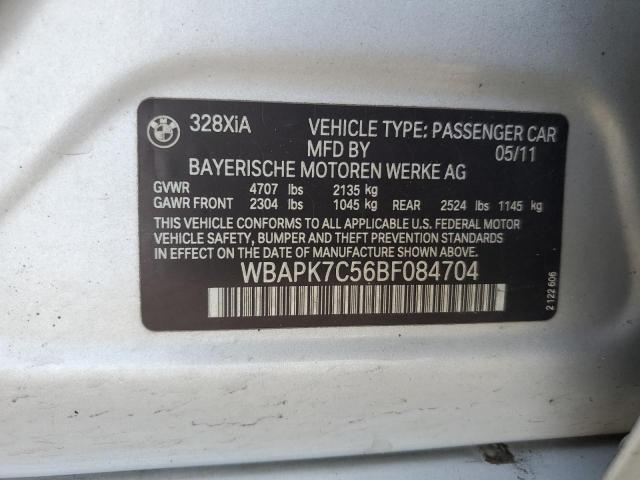 328XiA VEHICLE TYPE: PASSENGER CAR
MFD BY 05/11
BAYERISCHE MOTOREN WERKE AG
GVWR 4707 lbs 2135 kg
GAWR FRONT 2304 lbs 1045 kg REAR 2524 lbs 1145 kg
THIS VEHICLE CONFORMS TO ALL APPLICABLE U.S. FEDERAL MOTOR
VEHICLE SAFETY, BUMPER AND THEFT PREVENTION STANDARDS
IN EFFECT ON THE DATE OF MANUFACTURE SHOWN ABOVE.
WBAPK7C56BF084704
2 122 606